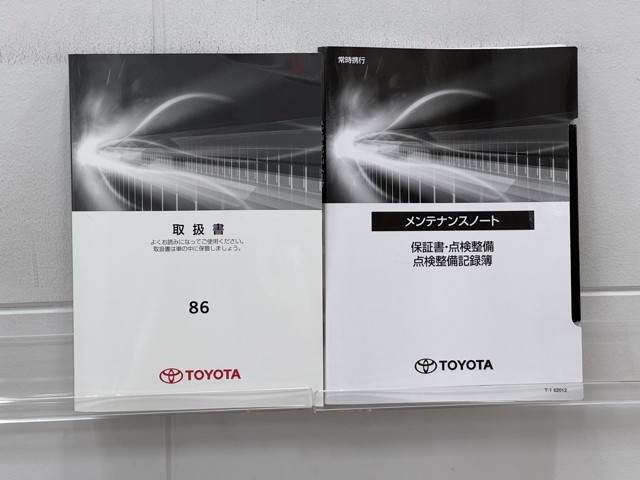 取扱書
よくお読みになってご使用ください。
取扱書は車の中に保管しましょう。
86
TOYOTA
常時携行
メンテナンスノート
保証書・点検整備
点検整備記録簿
TOYOTA
T-1 62012